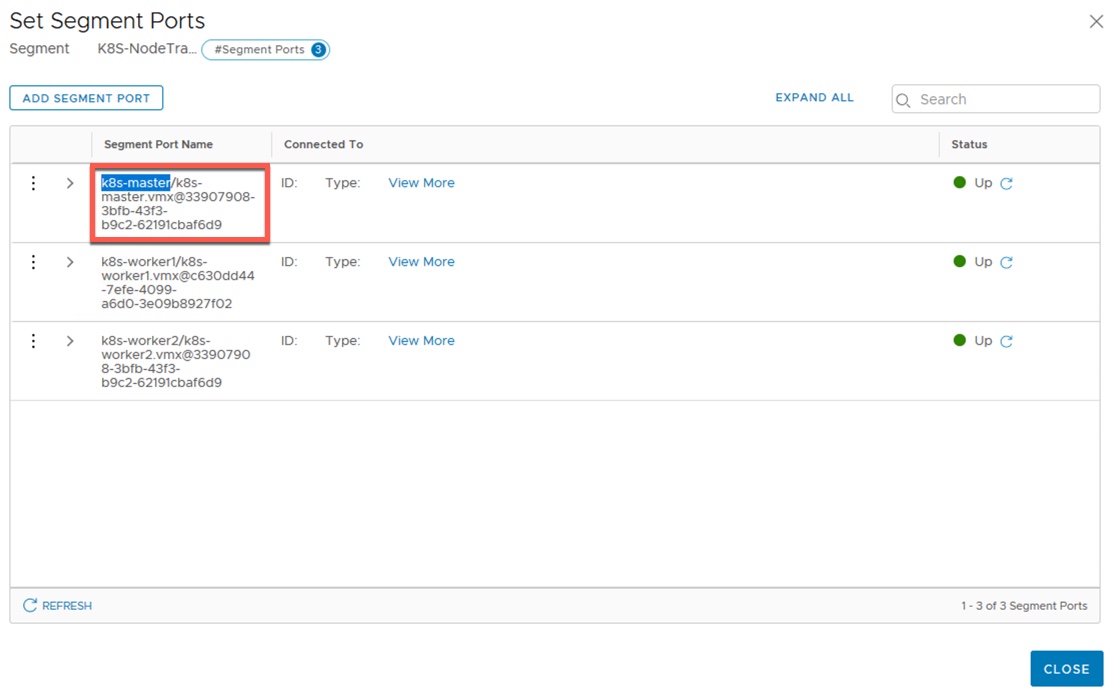 Set Segment Ports
Segment K8S-NodeTra... #Segment Ports 3
ADD SEGMENT PORT EXPAND ALL Search
Segment Port Name Connected To Status
k8s-master/k8s- ID: Type: View More Up
master.vmx@33907908-
3bfb-43f3-
b9c2-62191cbaf6d9
k8s-worker1/k8s- ID: Type: View More Up
worker1.vmx@c630dd44
-7efe-4099-
a6d0-3e09b8927f02
k8s-worker2/k8s- ID: Type: View More Up
worker2.vmx@3390790
8-3bfb-43f3-
b9c2-62191cbaf6d9
REFRESH 1 - 3 of 3 Segment Ports
CLOSE